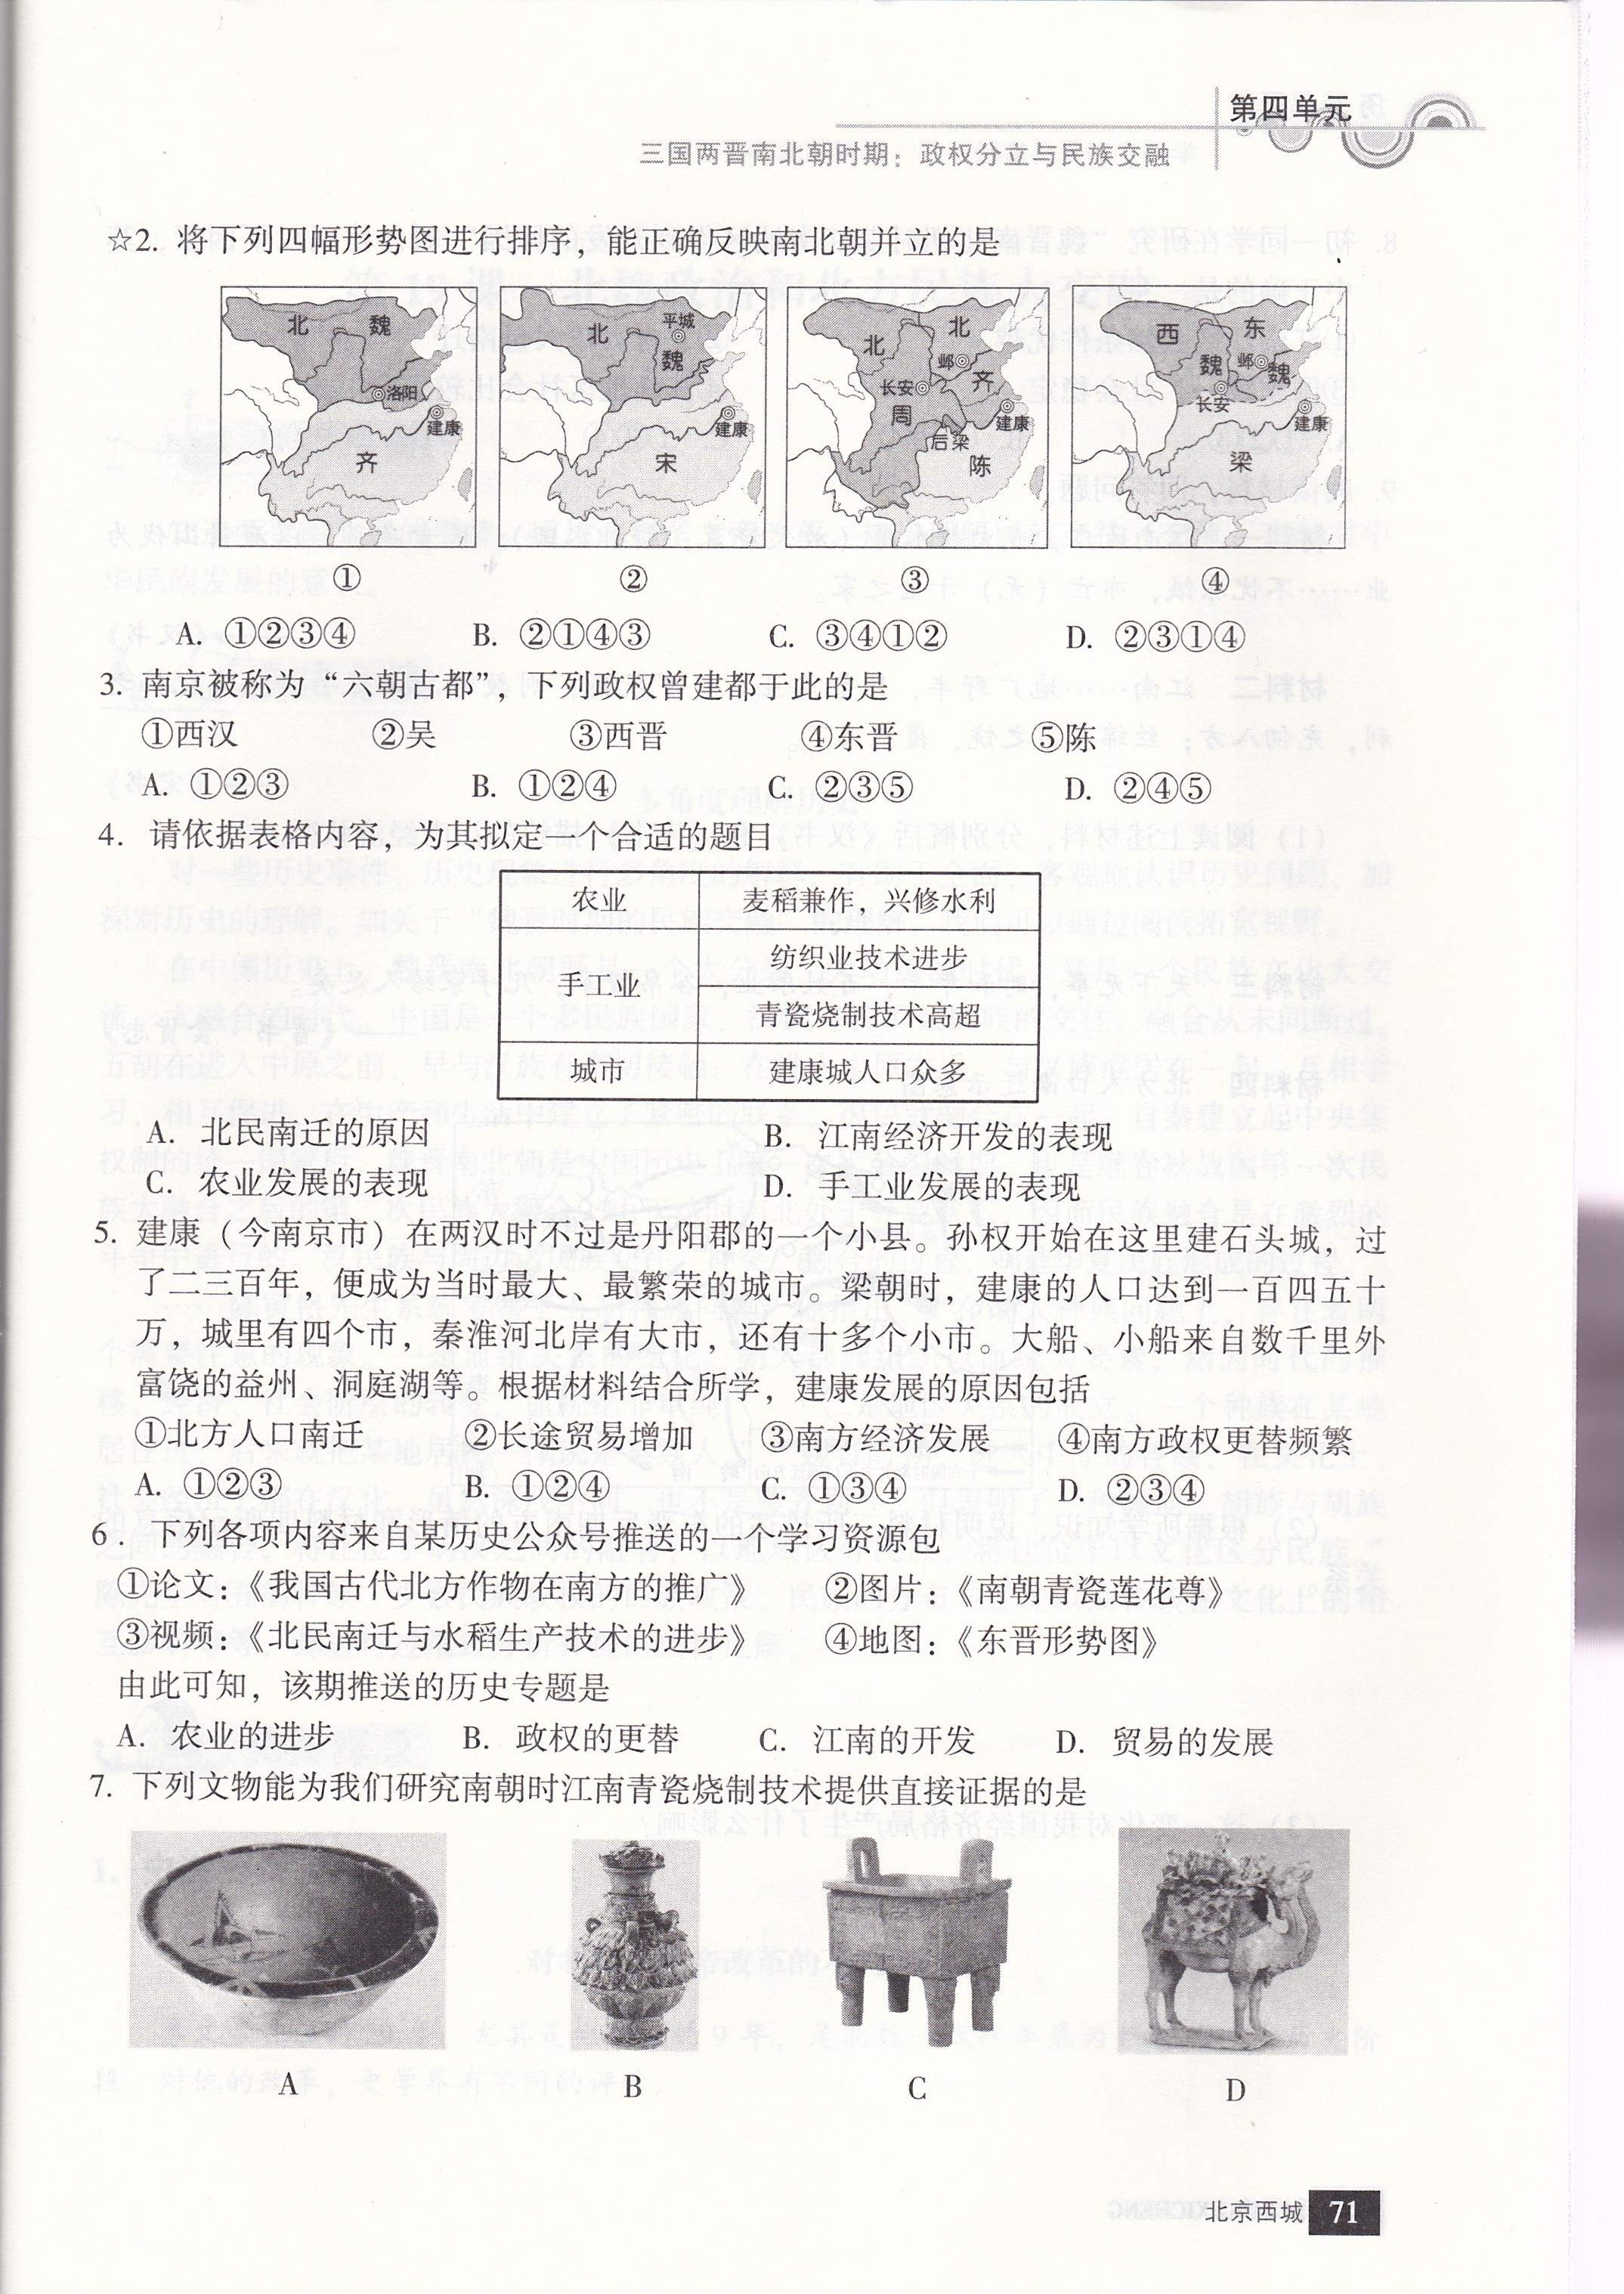 第四单元
三国两晋南北朝时期：政权分立与民族交融
☆2. 将下列四幅形势图进行排序，能正确反映南北朝并立的是
北 魏
洛阳
建康
齐
①
北 平城
魏
建康
宋
②
北 北
邺
长安 齐
周 建康
后梁
陈
③
西 东
魏 邺 魏
长安
建康
梁
④
A. ①②③④ B. ②①④③ C. ③④①② D. ②③①④
3. 南京被称为“六朝古都”，下列政权曾建都于此的是
①西汉 ②吴 ③西晋 ④东晋 ⑤陈
A. ①②③ B. ①②④ C. ②③⑤ D. ②④⑤
4. 请依据表格内容，为其拟定一个合适的题目
农业 麦稻兼作，兴修水利
手工业 纺织业技术进步
青瓷烧制技术高超
城市 建康城人口众多
A. 北民南迁的原因 B. 江南经济开发的表现
C. 农业发展的表现 D. 手工业发展的表现
5. 建康（今南京市）在两汉时不过是丹阳郡的一个小县。孙权开始在这里建石头城，过
了二三百年，便成为当时最大、最繁荣的城市。梁朝时，建康的人口达到一百四五十
万，城里有四个市，秦淮河北岸有大市，还有十多个小市。大船、小船来自数千里外
富饶的益州、洞庭湖等。根据材料结合所学，建康发展的原因包括
①北方人口南迁 ②长途贸易增加 ③南方经济发展 ④南方政权更替频繁
A. ①②③ B. ①②④ C. ①③④ D. ②③④
6. 下列各项内容来自某历史公众号推送的一个学习资源包
①论文：《我国古代北方作物在南方的推广》 ②图片：《南朝青瓷莲花尊》
③视频：《北民南迁与水稻生产技术的进步》 ④地图：《东晋形势图》
由此可知，该期推送的历史专题是
A. 农业的进步 B. 政权的更替 C. 江南的开发 D. 贸易的发展
7. 下列文物能为我们研究南朝时江南青瓷烧制技术提供直接证据的是
A B C D
北京西城 71